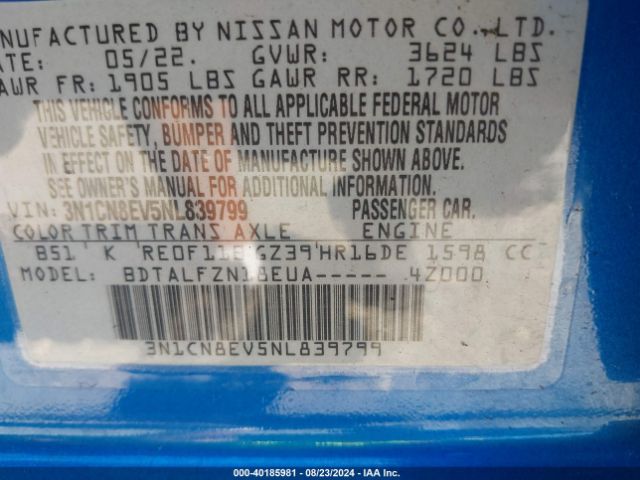 NUFACTURED BY NISSAN MOTOR CO., LTD.
ATE: 05/22. GVWR: 3624 LBS
AWR FR: 1905 LBS GAWR RR: 1720 LBS
THIS VEHICLE CONFORMS TO ALL APPLICABLE FEDERAL MOTOR
VEHICLE SAFETY, BUMPER AND THEFT PREVENTION STANDARDS
IN EFFECT ON THE DATE OF MANUFACTURE SHOWN ABOVE.
SEE OWNER'S MANUAL FOR ADDITIONAL INFORMATION.
VIN: 3N1CN8EV5NL839799 PASSENGER CAR.
COLOR TRIM TRANS AXLE ENGINE
B51 K RE0F11B GZ39 HR16DE 1598 CC
MODEL: BDTALFZN18EUA----- 4Z000
3N1CN8EV5NL839799
000-40185981 - 08/23/2024 - IAA Inc.